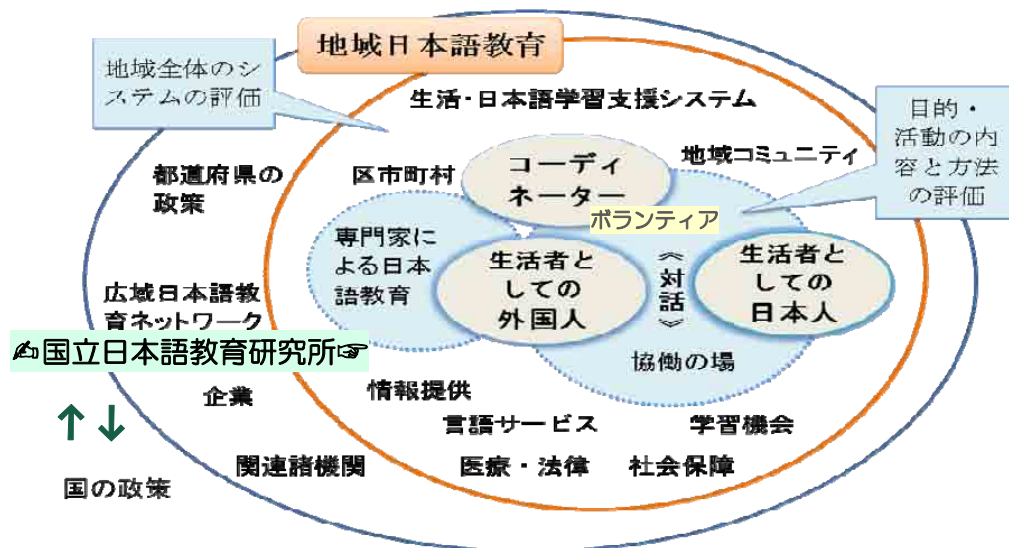 地域日本語教育
地域全体のシ
ステムの評価
生活・日本語学習支援システム
目的・
活動の内
容と方法
の評価
都道府県の
政策
区市町村
コーディ
ネーター
地域コミュニティ
ボランティア
専門家に
よる日本
語教育
生活者と
しての
外国人
《対話》
生活者と
しての
日本人
広域日本語教
育ネットワーク
✍国立日本語教育研究所☞
協働の場
企業
情報提供
↑↓
言語サービス
学習機会
関連諸機関
医療・法律
社会保障
国の政策